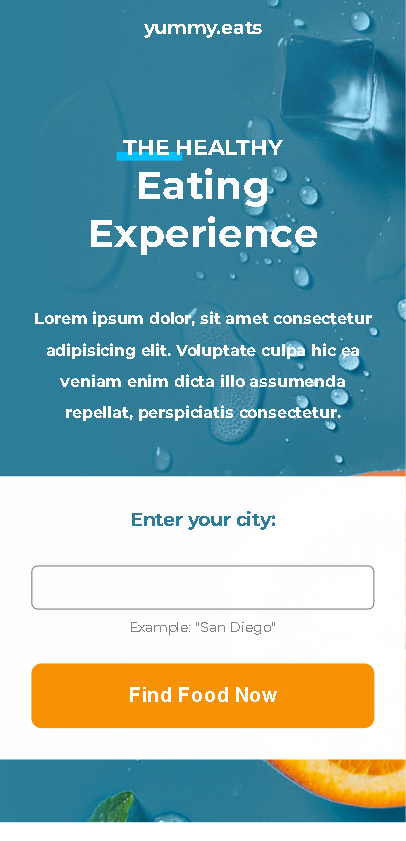 yummy.eats
THE HEALTHY
Eating
Experience
Lorem ipsum dolor, sit amet consectetur
adipisicing elit. Voluptate culpa hic ea
veniam enim dicta illo assumenda
repellat, perspiciatis consectetur.
Enter your city:
Example: "San Diego"
Find Food Now